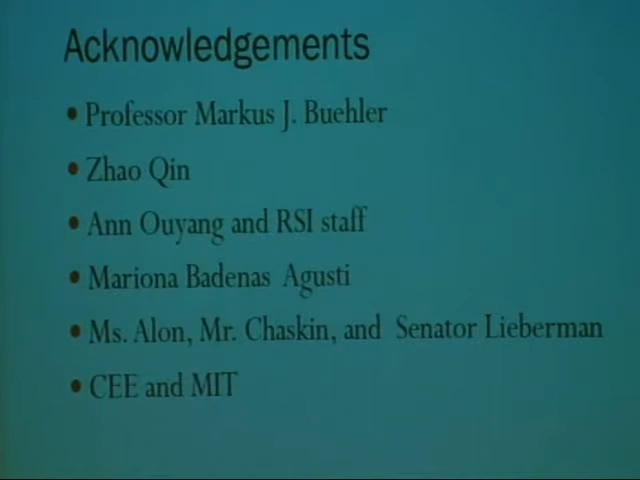 Acknowledgements
• Professor Markus J. Buehler
• Zhao Qin
• Ann Ouyang and RSI staff
• Mariona Badenas Agusti
• Ms. Alon, Mr. Chaskin, and Senator Lieberman
• CEE and MIT